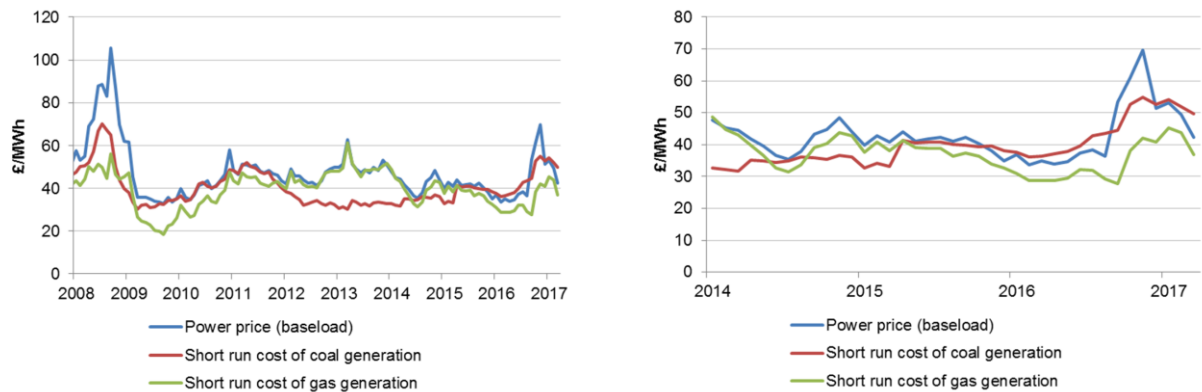 120
100
80
60
40
20
0
£/MWh
2008 2009 2010 2011 2012 2013 2014 2015 2016 2017
Power price (baseload)
Short run cost of coal generation
Short run cost of gas generation
80
70
60
50
40
30
20
10
0
£/MWh
2014 2015 2016 2017
Power price (baseload)
Short run cost of coal generation
Short run cost of gas generation